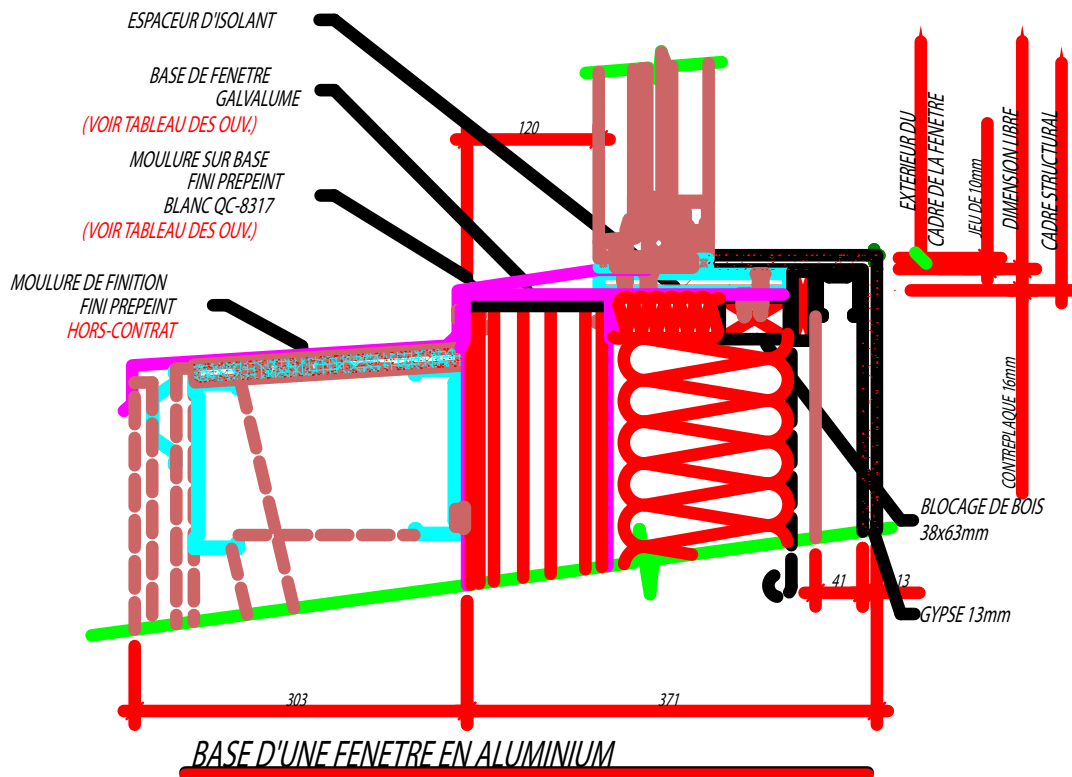 ESPACEUR D'ISOLANT
BASE DE FENETRE
GALVALUME
(VOIR TABLEAU DES OUV.)
MOULURE SUR BASE
FINI PREPEINT
BLANC QC-8317
(VOIR TABLEAU DES OUV.)
MOULURE DE FINITION
FINI PREPEINT
HORS-CONTRAT
120
EXTERIEUR DU
CADRE DE LA FENETRE
JEU DE 10mm
DIMENSION LIBRE
CADRE STRUCTURAL
CONTREPLAQUE 16mm
BLOCAGE DE BOIS
38x63mm
41
13
GYPSE 13mm
303
371
BASE D'UNE FENETRE EN ALUMINIUM